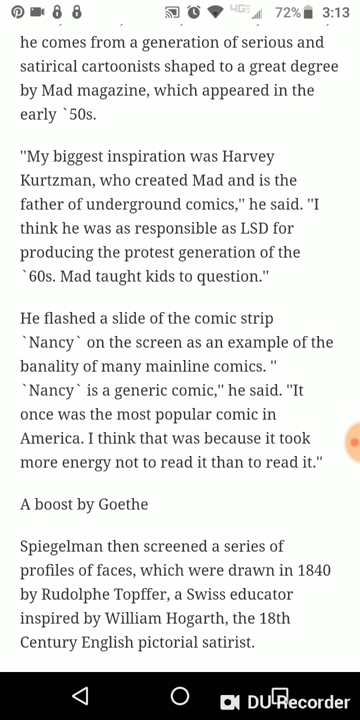 4G
72% 3:13
he comes from a generation of serious and
satirical cartoonists shaped to a great degree
by Mad magazine, which appeared in the
early `50s.
"My biggest inspiration was Harvey
Kurtzman, who created Mad and is the
father of underground comics,'' he said. ''I
think he was as responsible as LSD for
producing the protest generation of the
`60s. Mad taught kids to question.''
He flashed a slide of the comic strip
`Nancy` on the screen as an example of the
banality of many mainline comics. ''
`Nancy` is a generic comic,'' he said. ''It
once was the most popular comic in
America. I think that was because it took
more energy not to read it than to read it.''
A boost by Goethe
Spiegelman then screened a series of
profiles of faces, which were drawn in 1840
by Rudolphe Topffer, a Swiss educator
inspired by William Hogarth, the 18th
Century English pictorial satirist.
DU Recorder